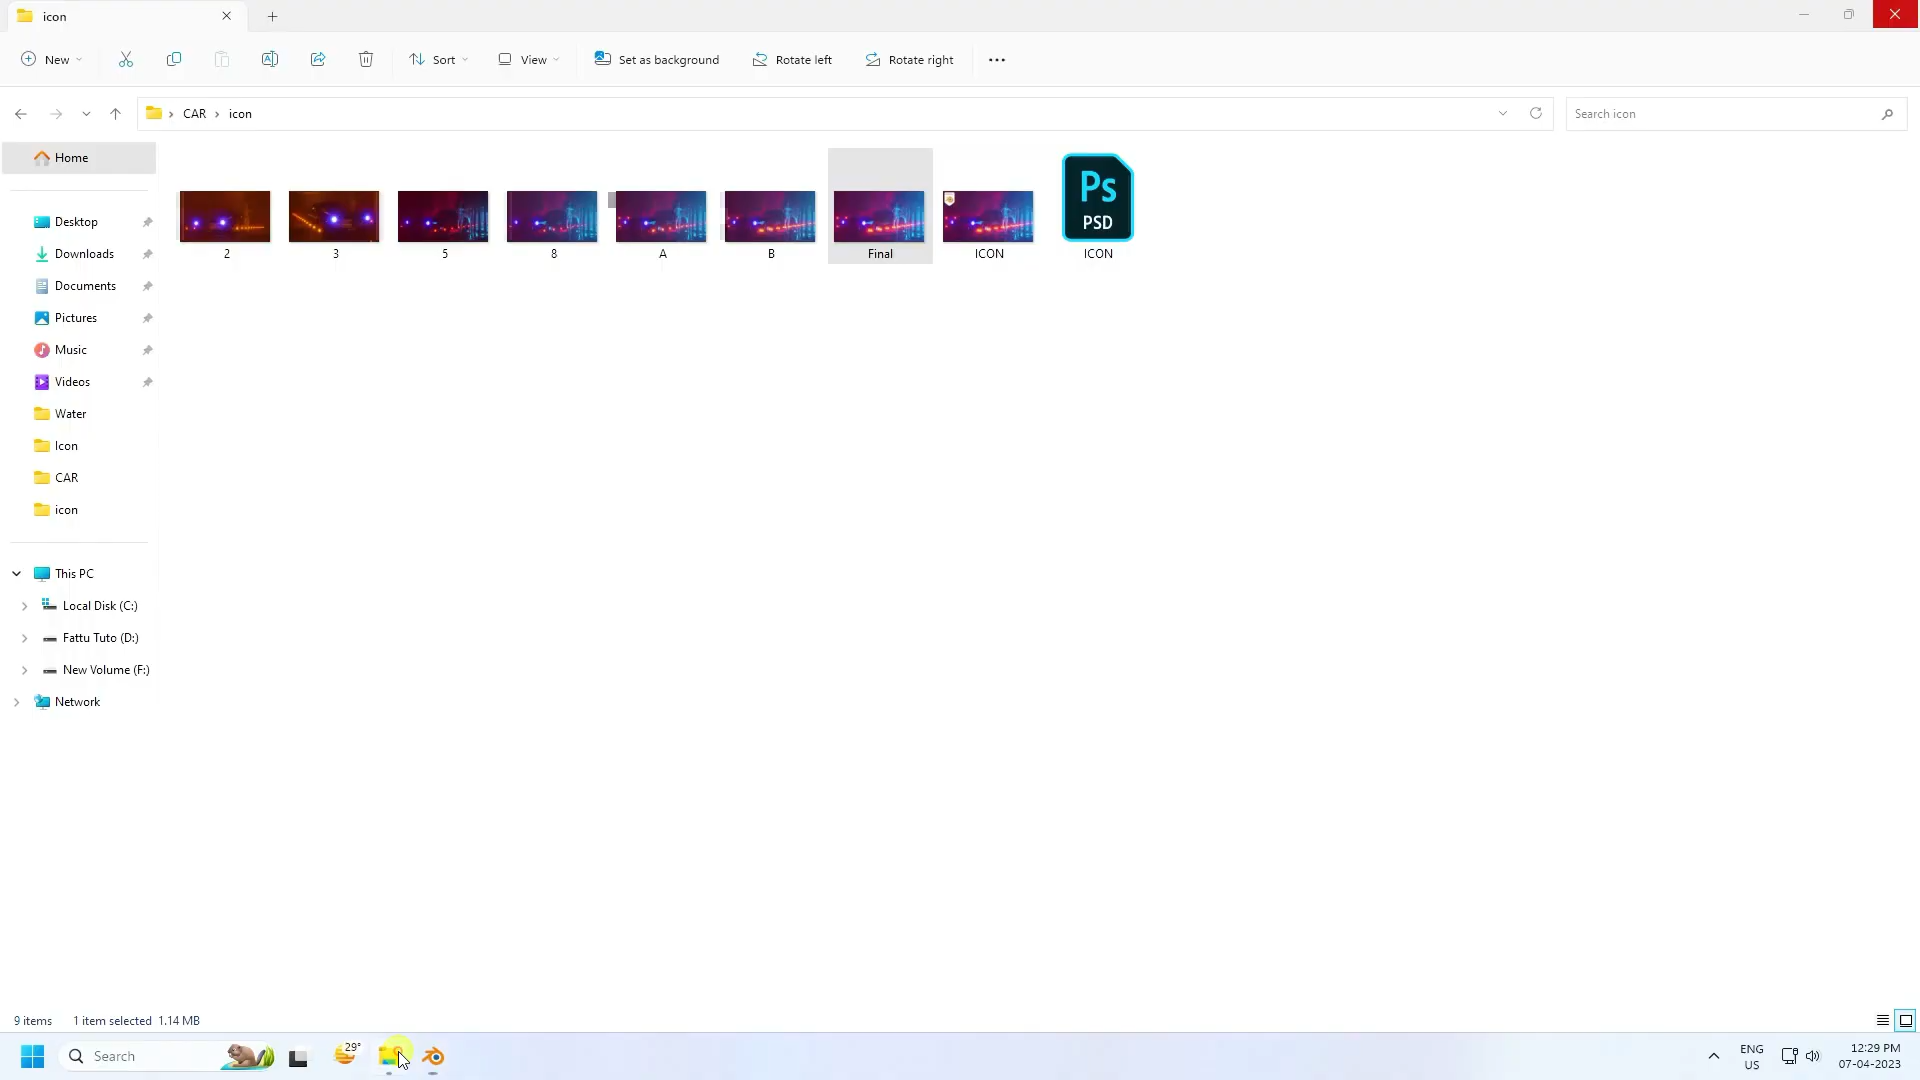 icon
New
Sort
View
Set as background
Rotate left
Rotate right
CAR
icon
Search icon
Home
Desktop
Downloads
Documents
Pictures
Music
Videos
Water
Icon
CAR
icon
This PC
Local Disk (C:)
Fattu Tuto (D:)
New Volume (F:)
Network
2
3
5
8
A
B
Final
ICON
Ps
PSD
ICON
9 items 1 item selected 1.14 MB
Search
29°
ENG
US
12:29 PM
07-04-2023